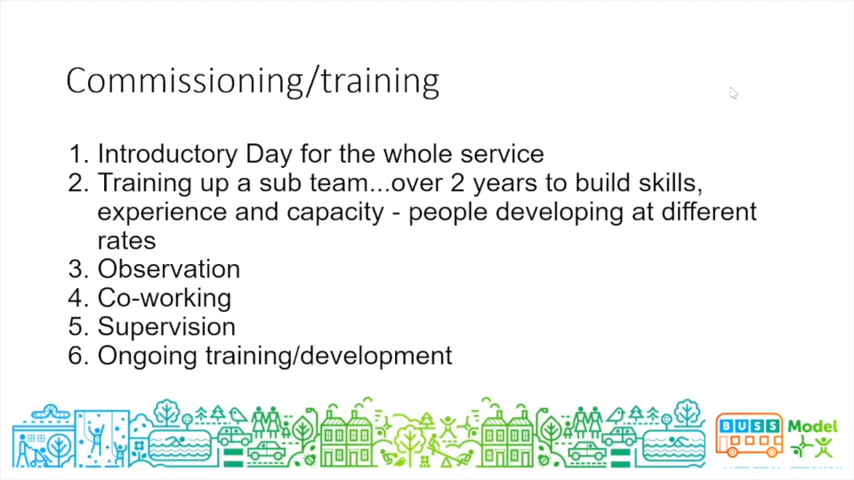 Commissioning/training
1. Introductory Day for the whole service
2. Training up a sub team...over 2 years to build skills,
experience and capacity - people developing at different
rates
3. Observation
4. Co-working
5. Supervision
6. Ongoing training/development
BUSS Model